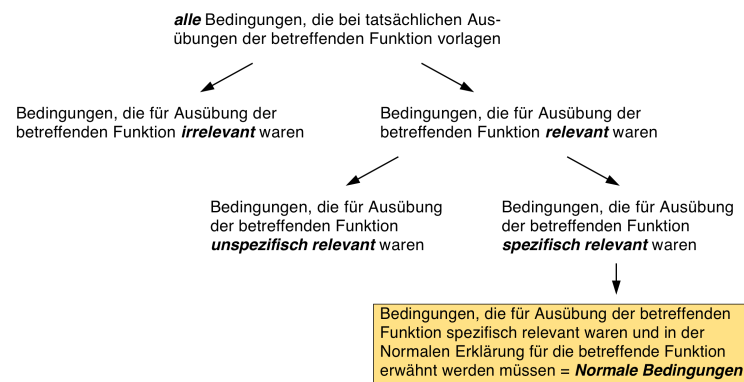 alle Bedingungen, die bei tatsächlichen Aus-
übungen der betreffenden Funktion vorlagen
Bedingungen, die für Ausübung der
betreffenden Funktion irrelevant waren
Bedingungen, die für Ausübung der
betreffenden Funktion relevant waren
Bedingungen, die für Ausübung
der betreffenden Funktion
unspezifisch relevant waren
Bedingungen, die für Ausübung
der betreffenden Funktion
spezifisch relevant waren
Bedingungen, die für Ausübung der betreffenden
Funktion spezifisch relevant waren und in der
Normalen Erklärung für die betreffende Funktion
erwähnt werden müssen = Normale Bedingungen